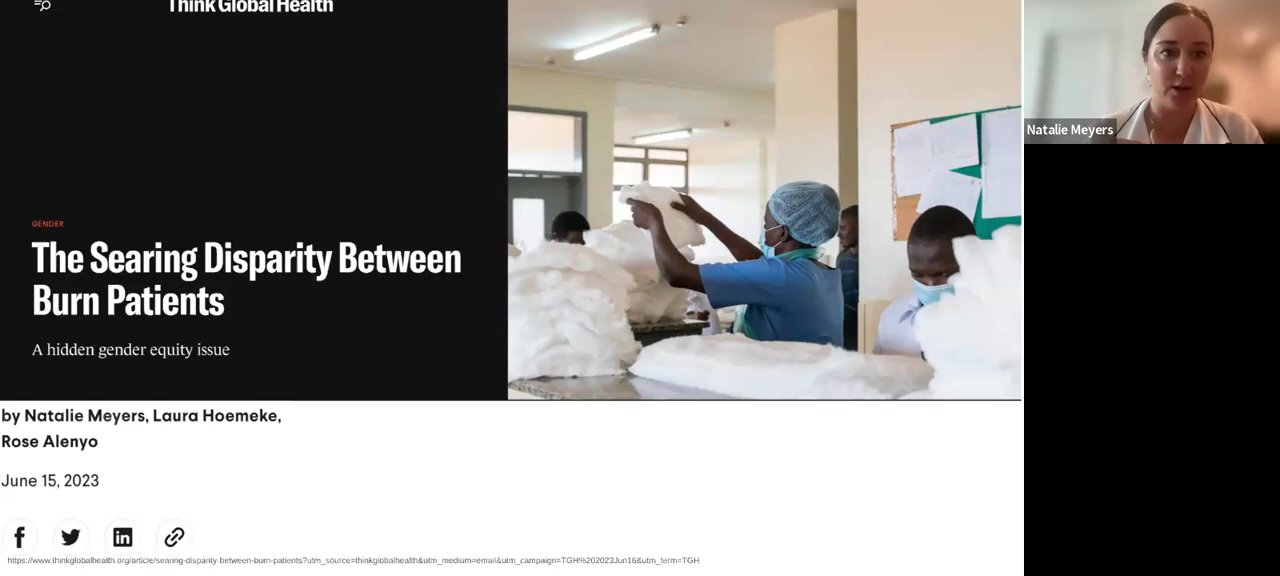 Think Global Health
GENDER
The Searing Disparity Between
Burn Patients
A hidden gender equity issue
by Natalie Meyers, Laura Hoemeke,
Rose Alenyo
June 15, 2023
https://www.thinkglobalhealth.org/article/searing-disparity-between-burn-patients?utm_source=thinkglobalhealth&utm_medium=email&utm_campaign=TGH%202023Jun16&utm_term=TGH
Natalie Meyers